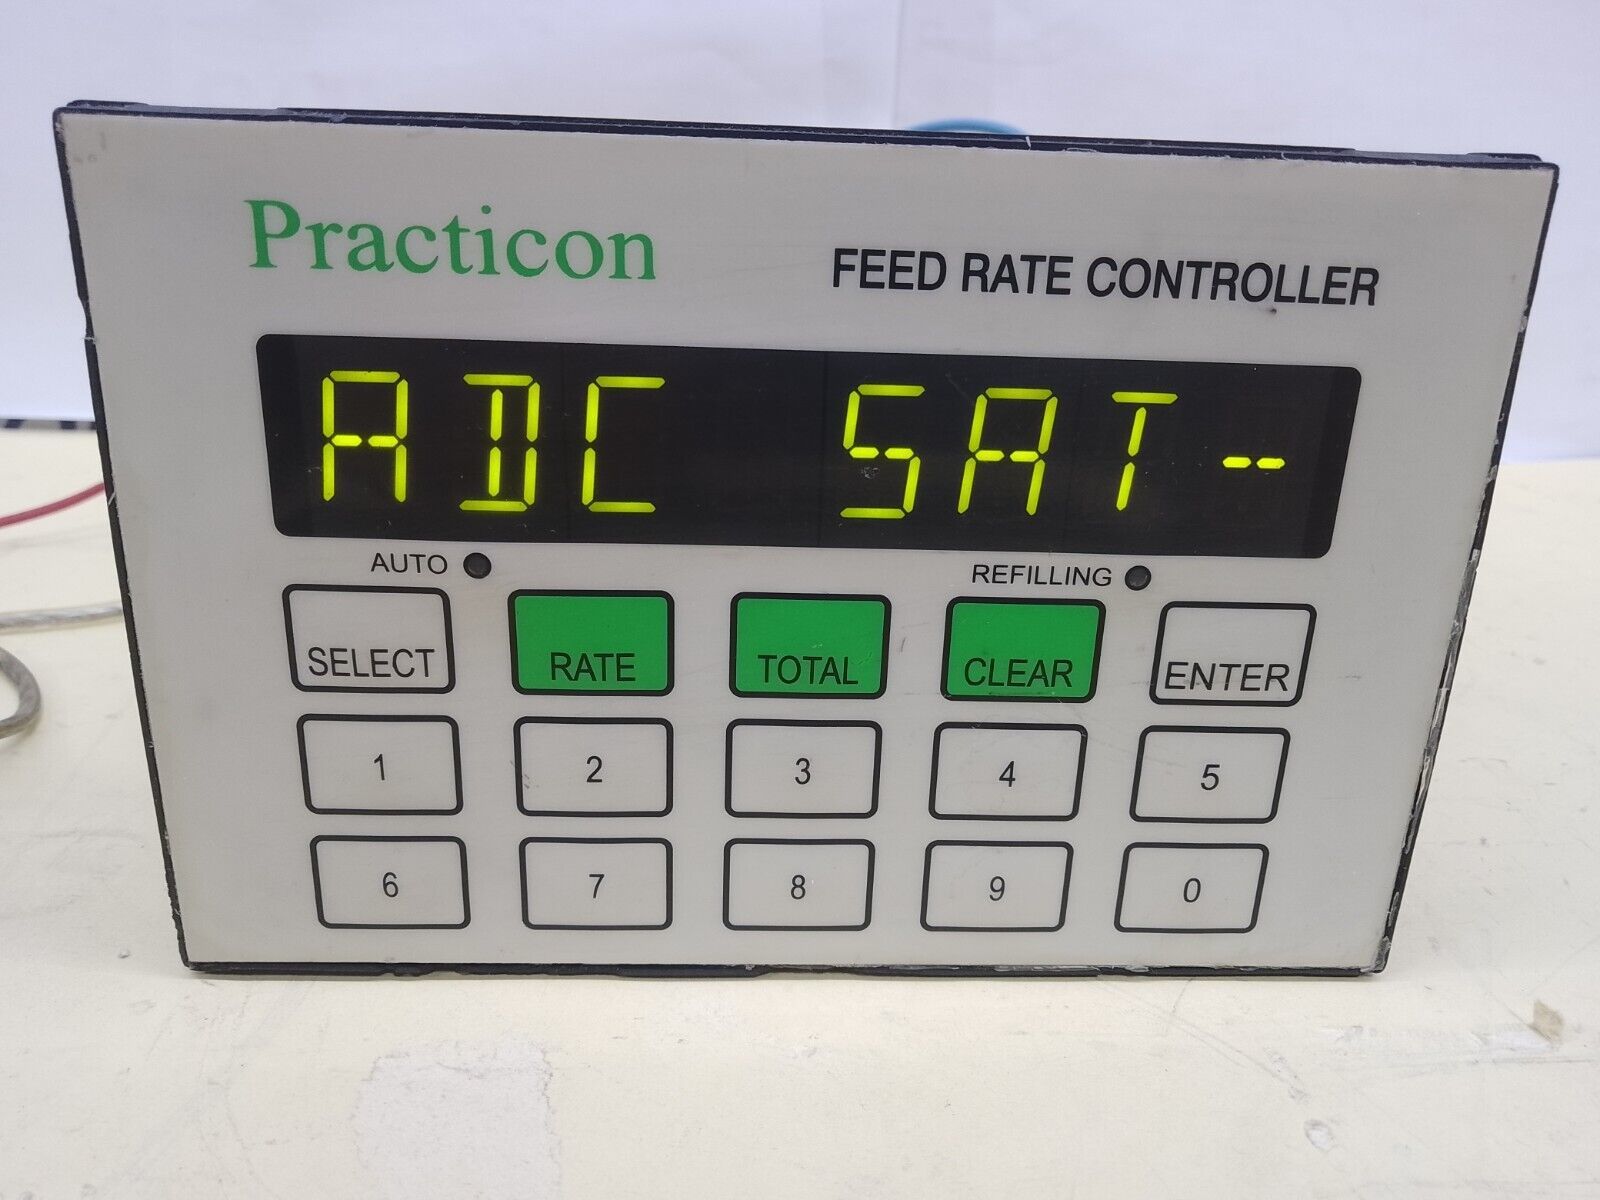 Practicon
FEED RATE CONTROLLER
ADC SAT-
AUTO REFILLING
SELECT RATE TOTAL CLEAR ENTER
1 2 3 4 5
6 7 8 9 0